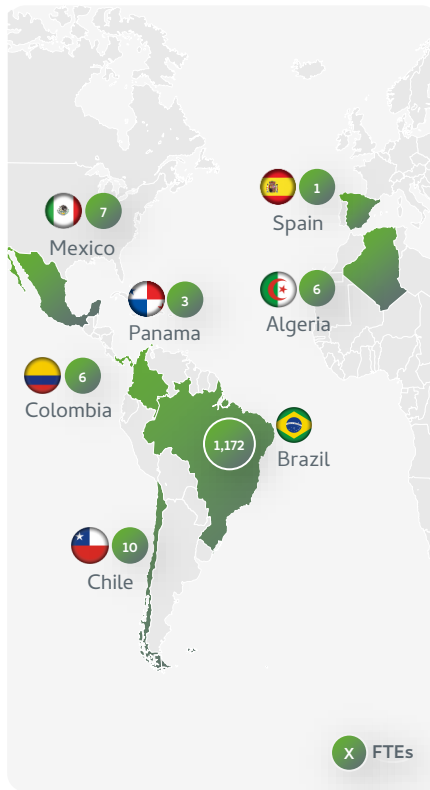 1
Spain
7
Mexico
6
Algeria
3
Panama
6
Colombia
1,172
Brazil
10
Chile
X FTEs